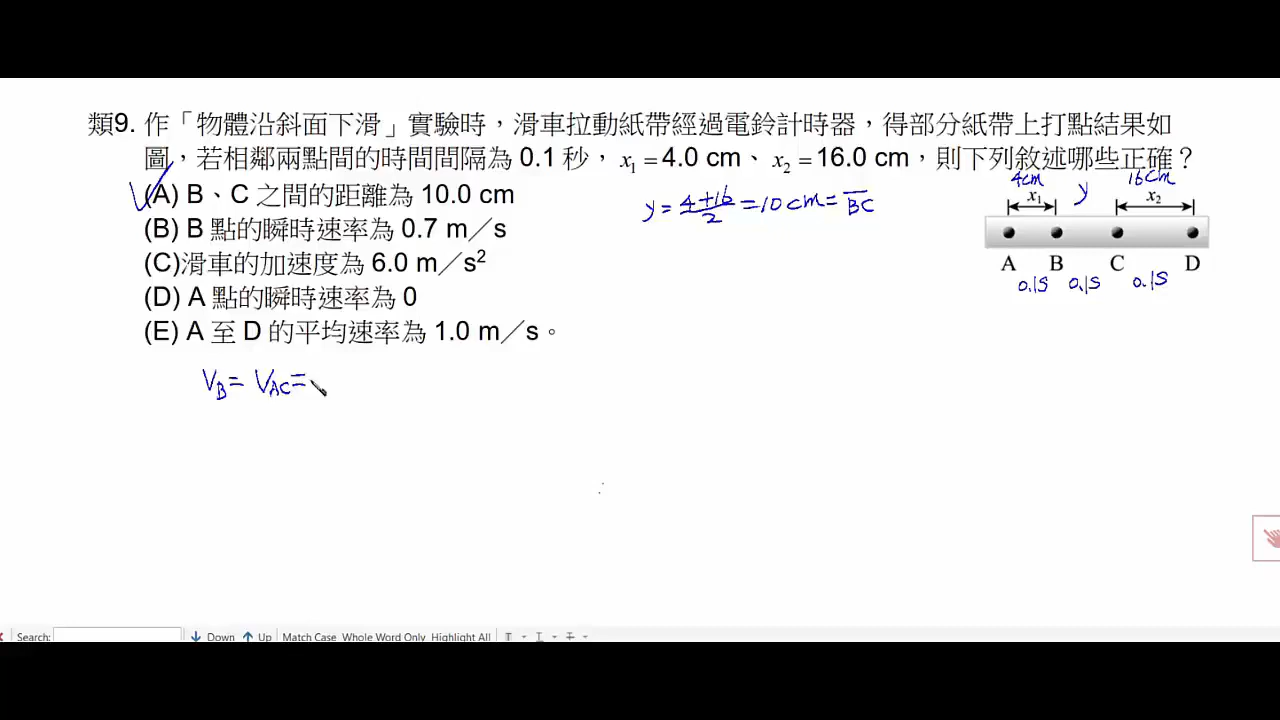 類9. 作「物體沿斜面下滑」實驗時，滑車拉動紙帶經過電鈴計時器，得部分紙帶上打點結果如
圖，若相鄰兩點間的時間間隔為 0.1 秒，x₁ = 4.0 cm、x₂ = 16.0 cm，則下列敘述哪些正確？
(A) B、C 之間的距離為 10.0 cm
y = (4+16)/2 = 10 cm = B̅C̅
4cm y 16cm
x₁ x₂
(B) B 點的瞬時速率為 0.7 m／s
(C)滑車的加速度為 6.0 m／s²
A B C D
0.1S 0.1S 0.1S
(D) A 點的瞬時速率為 0
(E) A 至 D 的平均速率為 1.0 m／s。
V_B = V_AC =
Search: Down Up Match Case Whole Word Only Highlight All